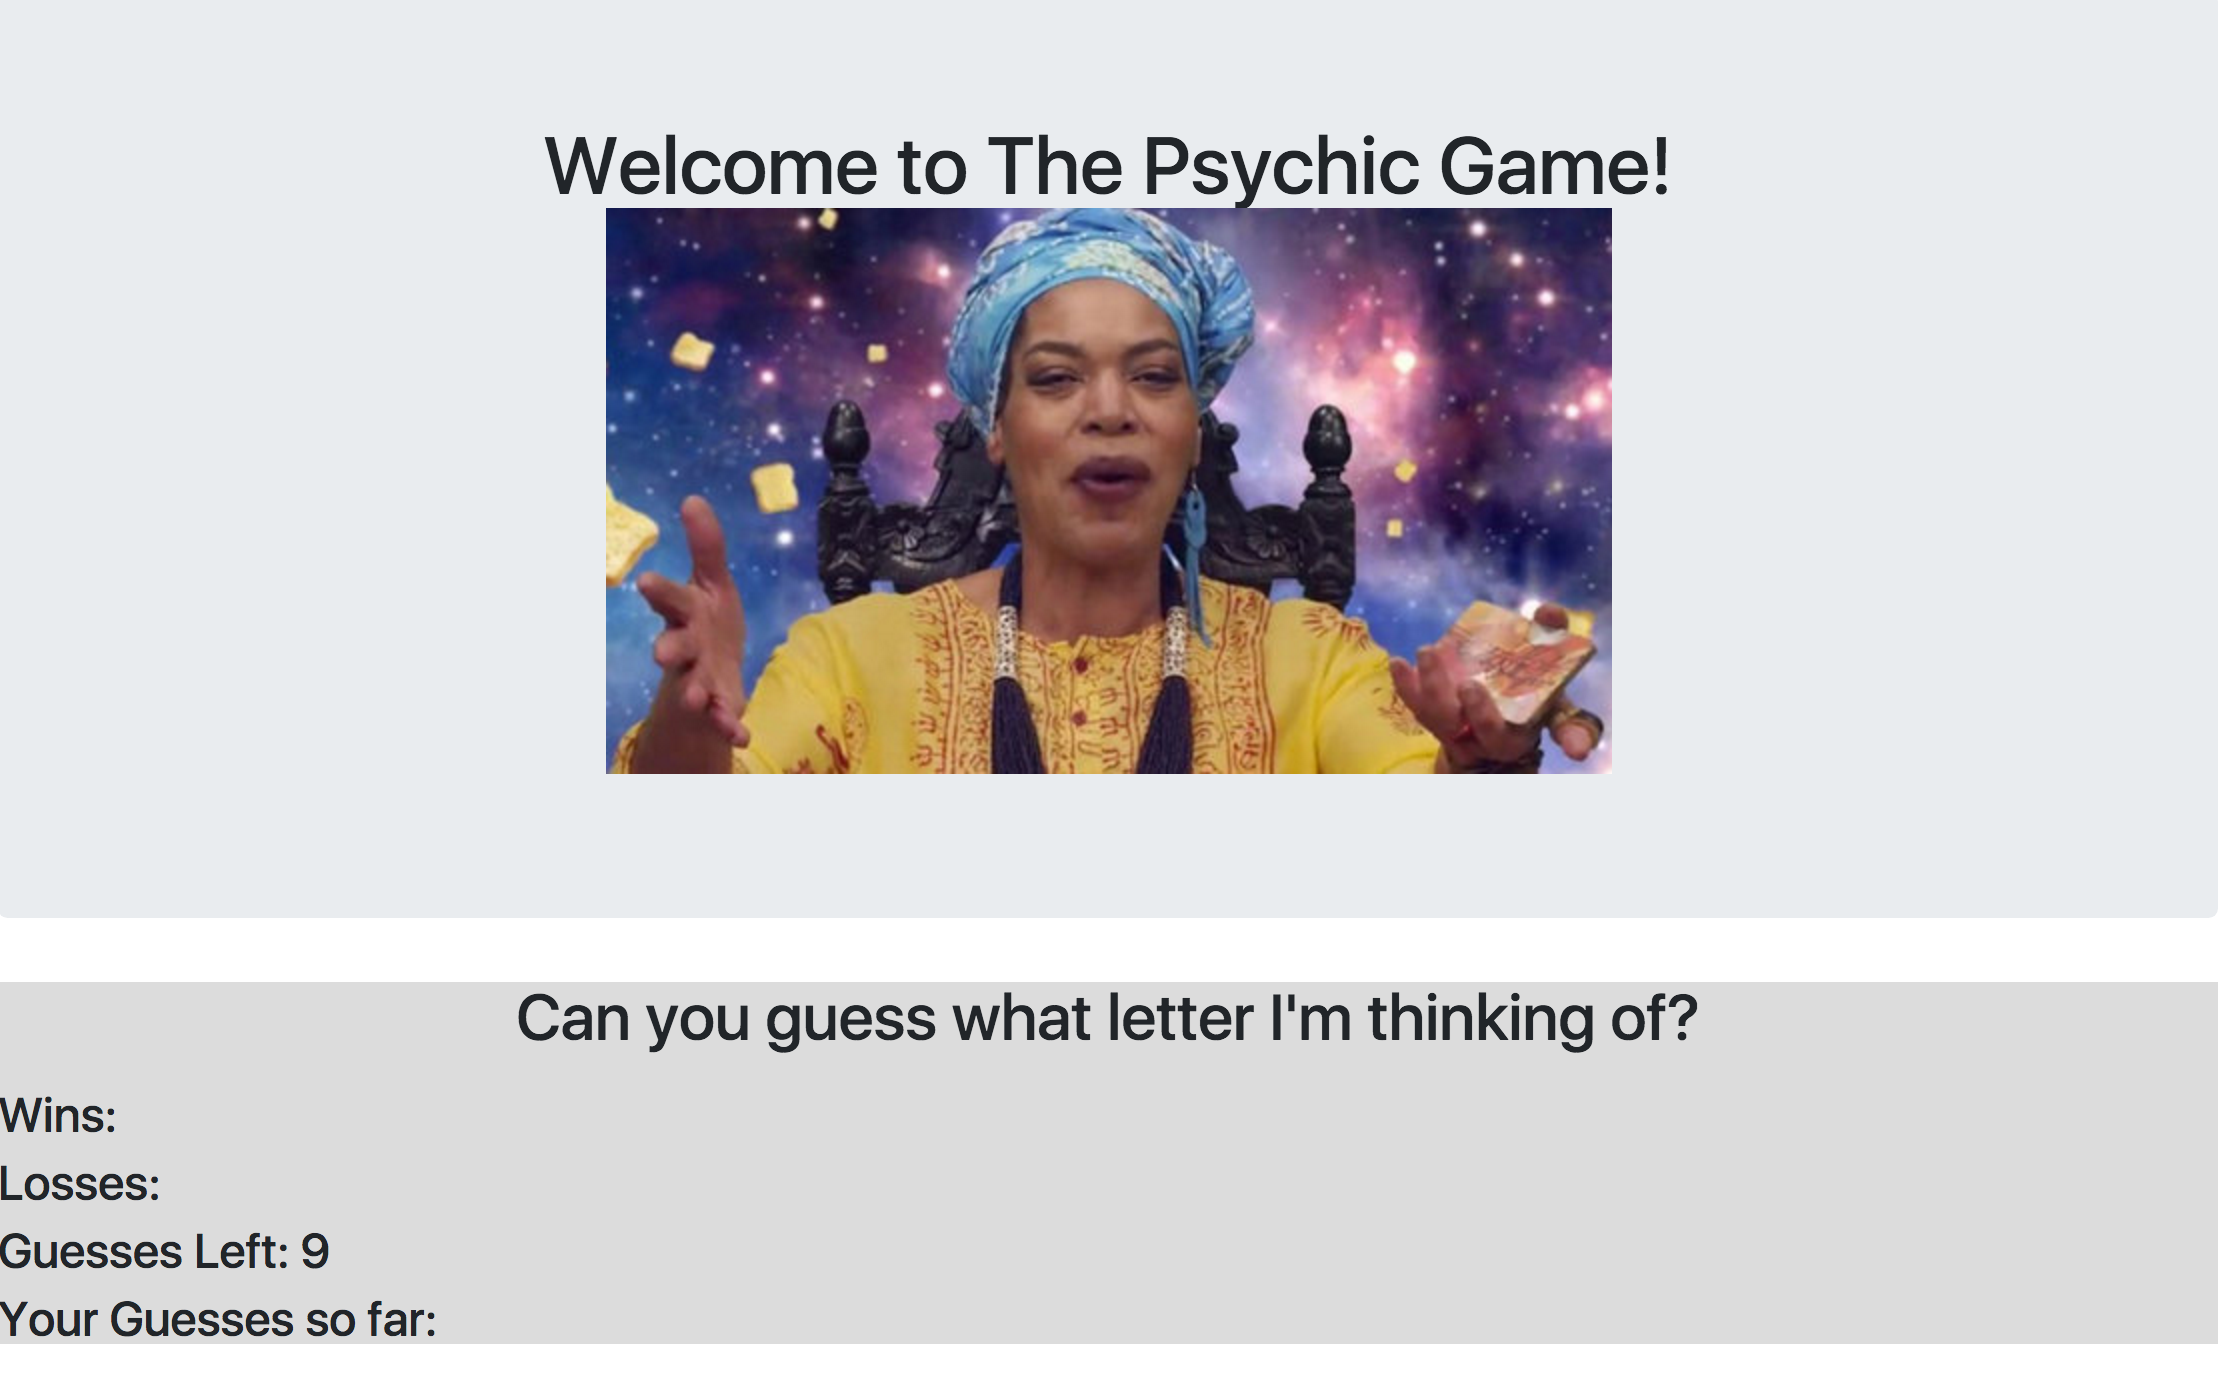 Welcome to The Psychic Game!
Can you guess what letter I'm thinking of?
Wins:
Losses:
Guesses Left: 9
Your Guesses so far: